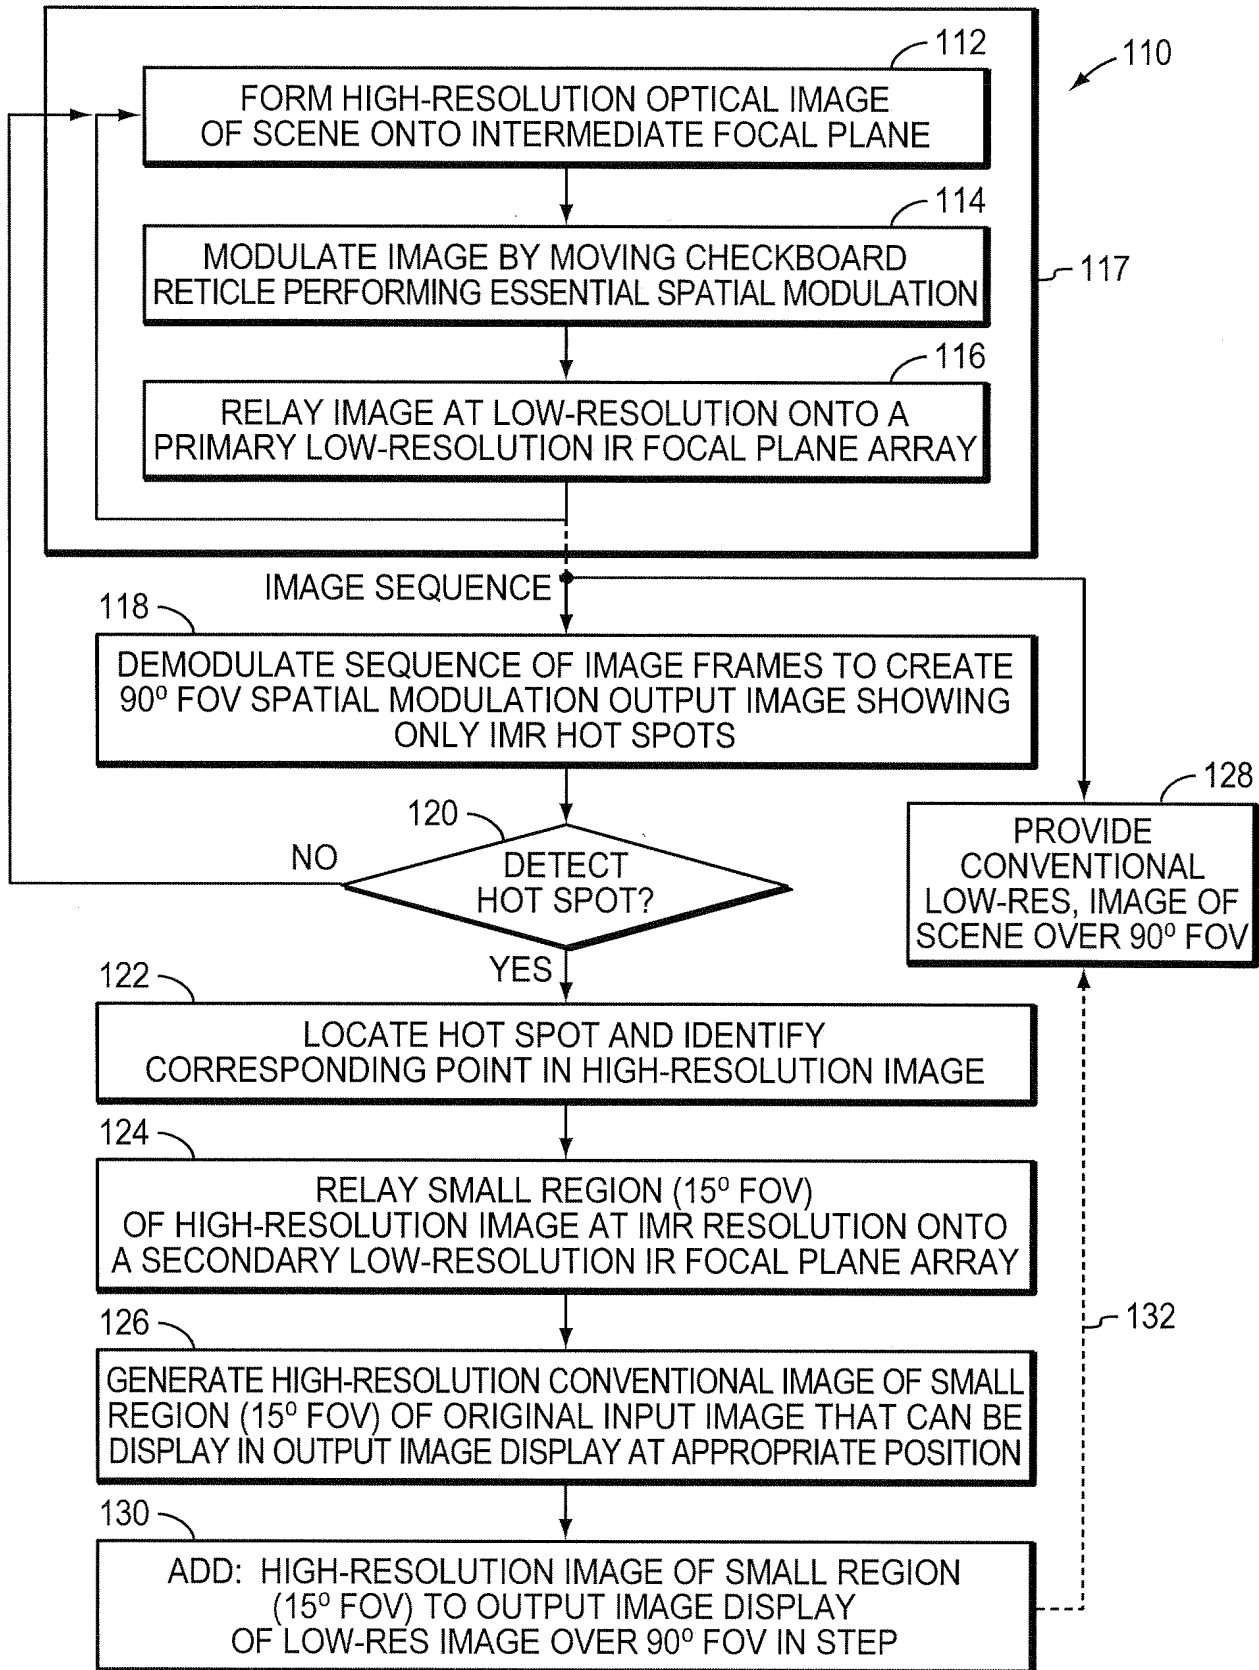 112
110
FORM HIGH-RESOLUTION OPTICAL IMAGE
OF SCENE ONTO INTERMEDIATE FOCAL PLANE
114
MODULATE IMAGE BY MOVING CHECKBOARD
RETICLE PERFORMING ESSENTIAL SPATIAL MODULATION
117
116
RELAY IMAGE AT LOW-RESOLUTION ONTO A
PRIMARY LOW-RESOLUTION IR FOCAL PLANE ARRAY
IMAGE SEQUENCE
118
DEMODULATE SEQUENCE OF IMAGE FRAMES TO CREATE
90⁰ FOV SPATIAL MODULATION OUTPUT IMAGE SHOWING
ONLY IMR HOT SPOTS
120
NO
DETECT
HOT SPOT?
YES
128
PROVIDE
CONVENTIONAL
LOW-RES, IMAGE OF
SCENE OVER 90⁰ FOV
122
LOCATE HOT SPOT AND IDENTIFY
CORRESPONDING POINT IN HIGH-RESOLUTION IMAGE
124
RELAY SMALL REGION (15⁰ FOV)
OF HIGH-RESOLUTION IMAGE AT IMR RESOLUTION ONTO
A SECONDARY LOW-RESOLUTION IR FOCAL PLANE ARRAY
132
126
GENERATE HIGH-RESOLUTION CONVENTIONAL IMAGE OF SMALL
REGION (15⁰ FOV) OF ORIGINAL INPUT IMAGE THAT CAN BE
DISPLAY IN OUTPUT IMAGE DISPLAY AT APPROPRIATE POSITION
130
ADD: HIGH-RESOLUTION IMAGE OF SMALL REGION
(15⁰ FOV) TO OUTPUT IMAGE DISPLAY
OF LOW-RES IMAGE OVER 90⁰ FOV IN STEP